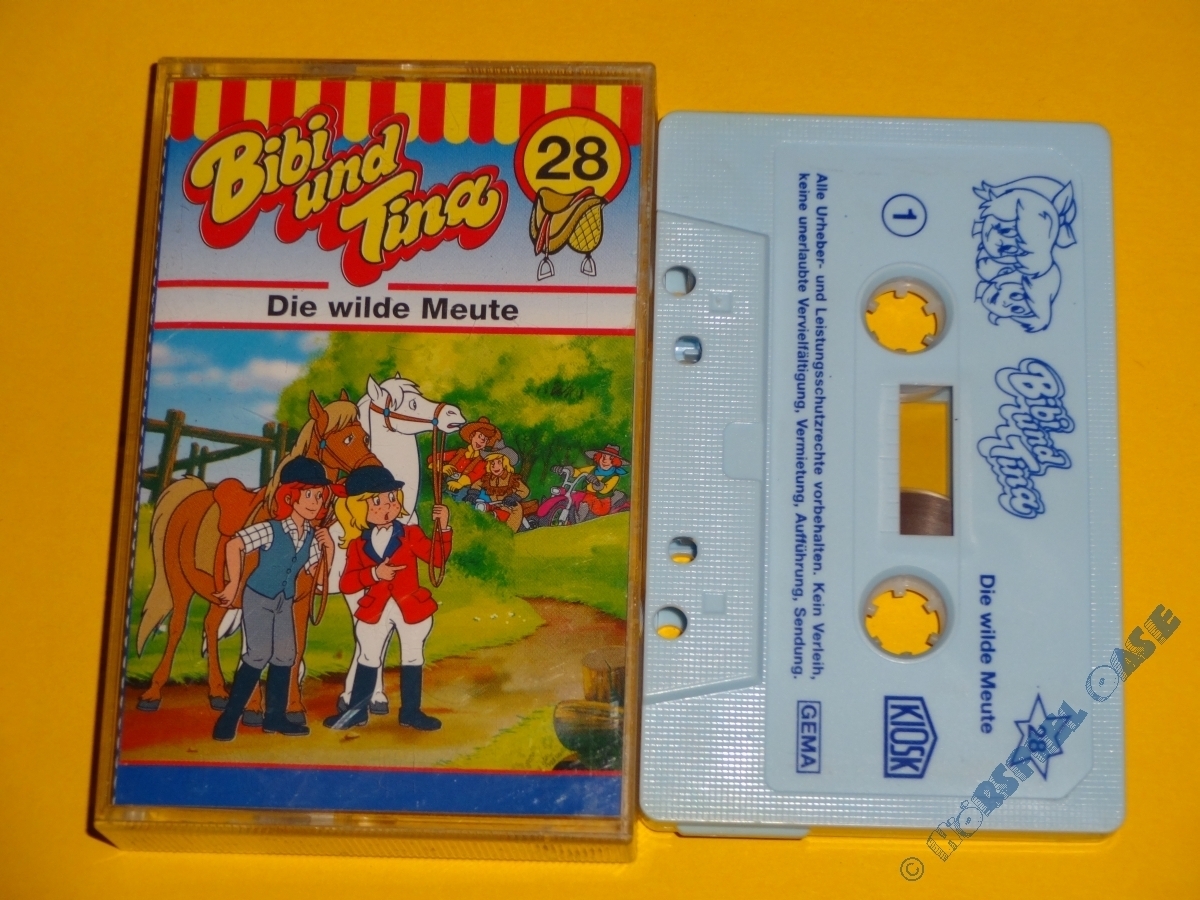 Bibi
und
Tina
28
Die wilde Meute
1
Bibi
und
Tina
Die wilde Meute
28
KIOSK
Alle Urheber- und Leistungsschutzrechte vorbehalten. Kein Verleih,
keine unerlaubte Vervielfältigung, Vermietung, Aufführung, Sendung.
GEMA
© HÖRSPIEL OASE